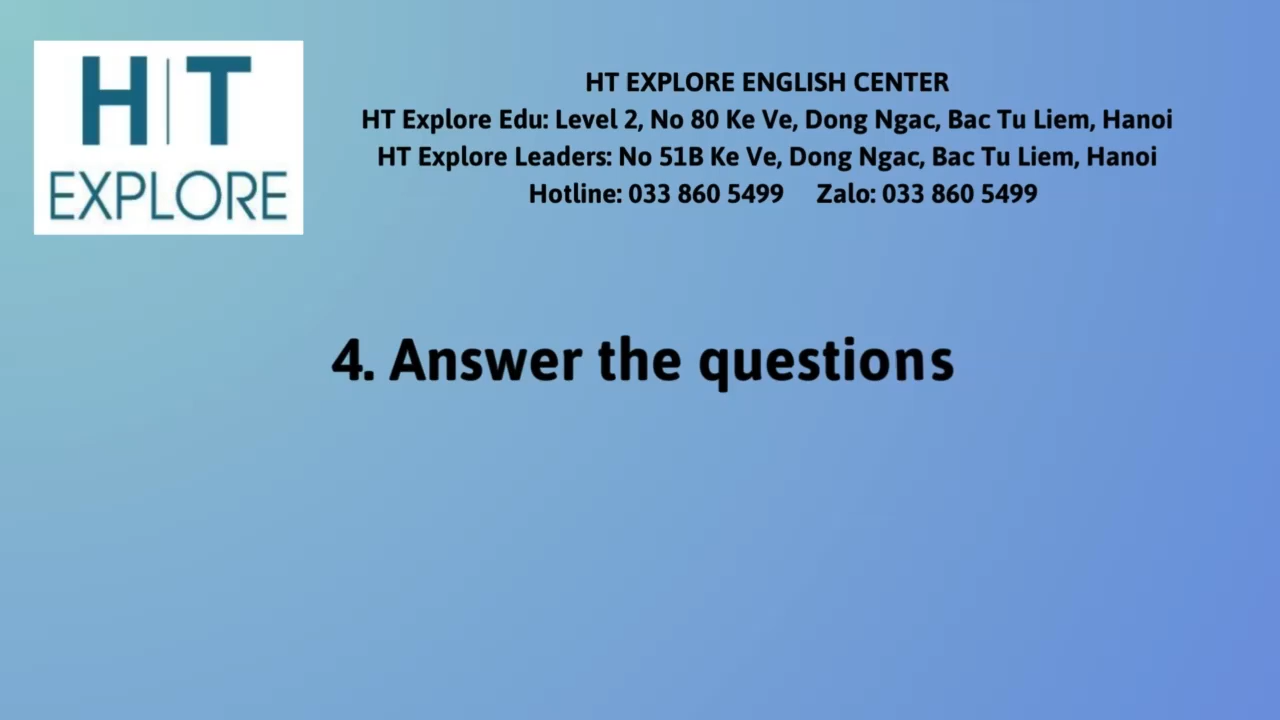 H|T
EXPLORE
HT EXPLORE ENGLISH CENTER
HT Explore Edu: Level 2, No 80 Ke Ve, Dong Ngac, Bac Tu Liem, Hanoi
HT Explore Leaders: No 51B Ke Ve, Dong Ngac, Bac Tu Liem, Hanoi
Hotline: 033 860 5499 Zalo: 033 860 5499
4. Answer the questions